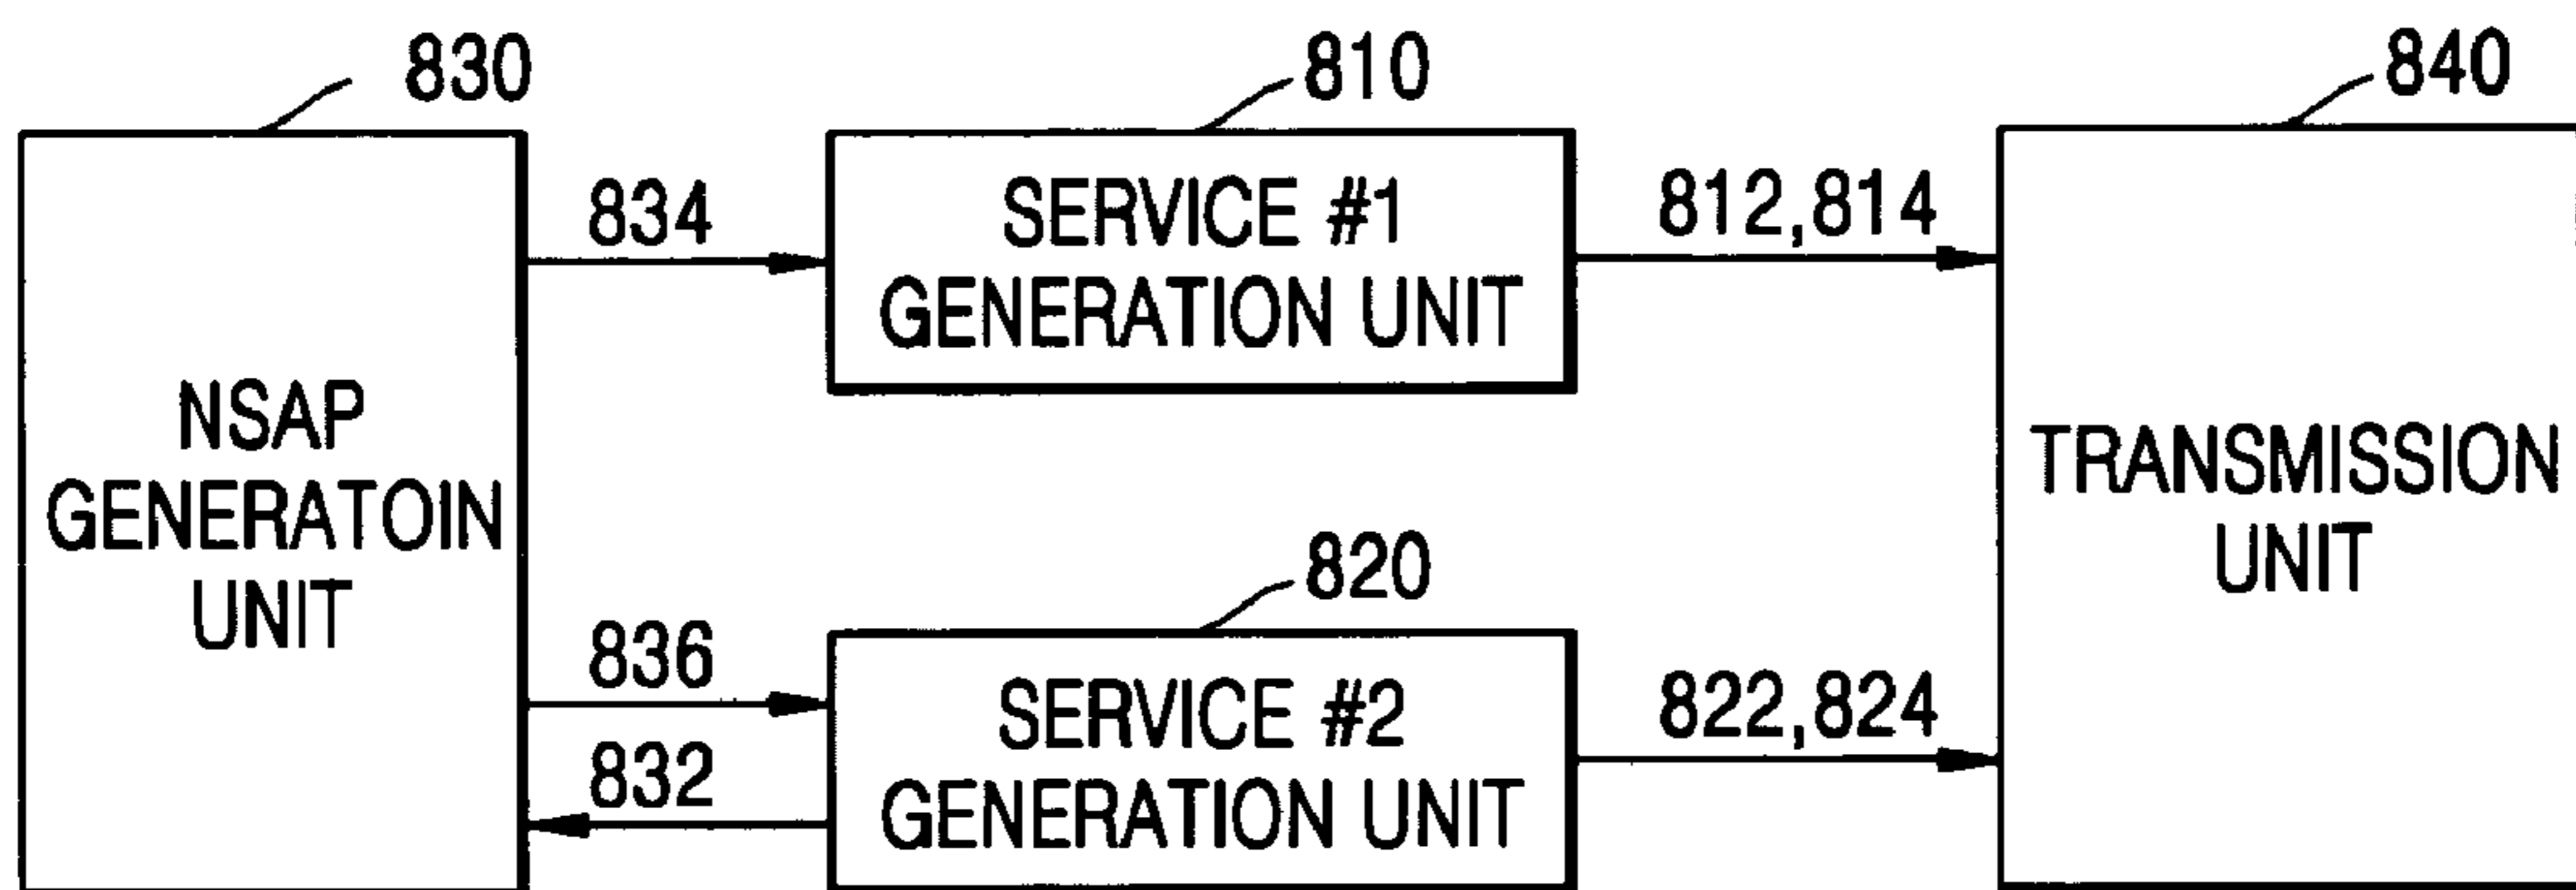 830
810
840
834
SERVICE #1
GENERATION UNIT
812,814
NSAP
GENERATOIN
UNIT
TRANSMISSION
UNIT
820
836
832
SERVICE #2
GENERATION UNIT
822,824